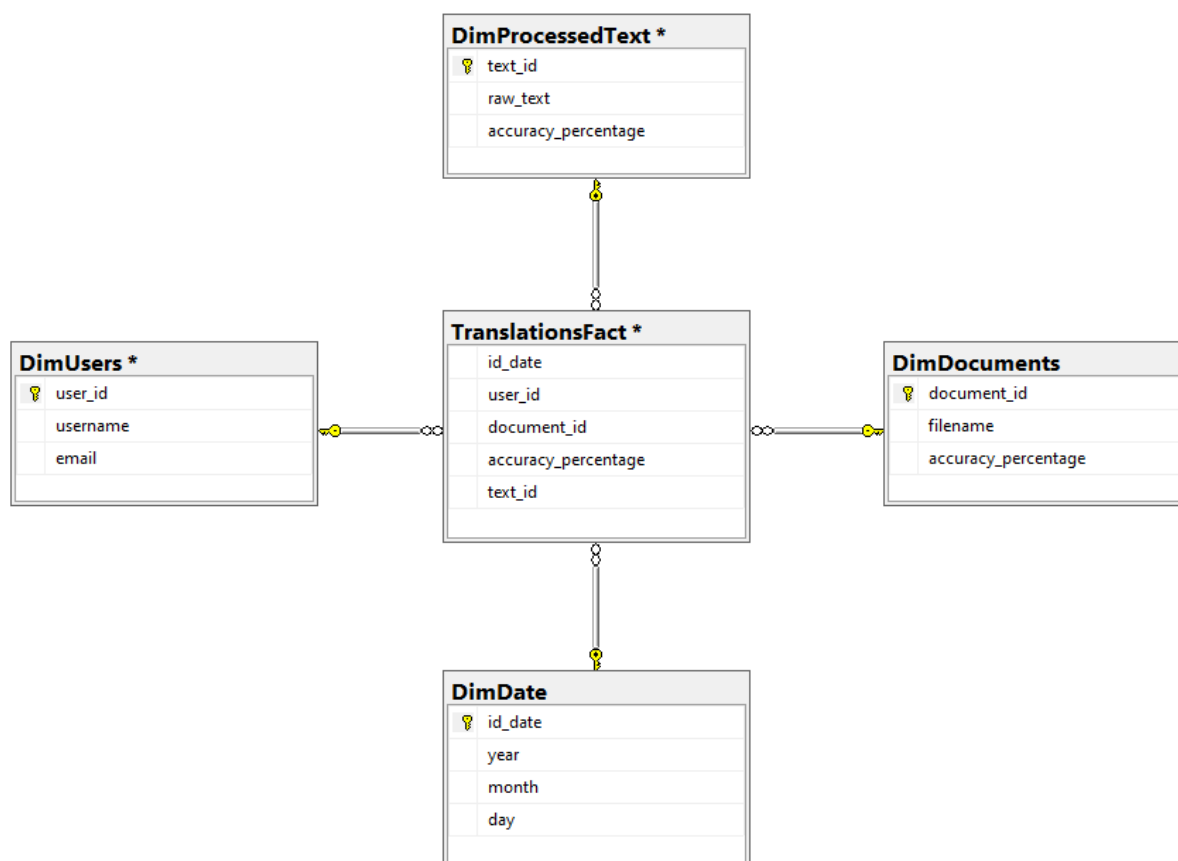 DimProcessedText *
text_id
raw_text
accuracy_percentage
TranslationsFact *
id_date
user_id
document_id
accuracy_percentage
text_id
DimUsers *
user_id
username
email
DimDocuments
document_id
filename
accuracy_percentage
DimDate
id_date
year
month
day